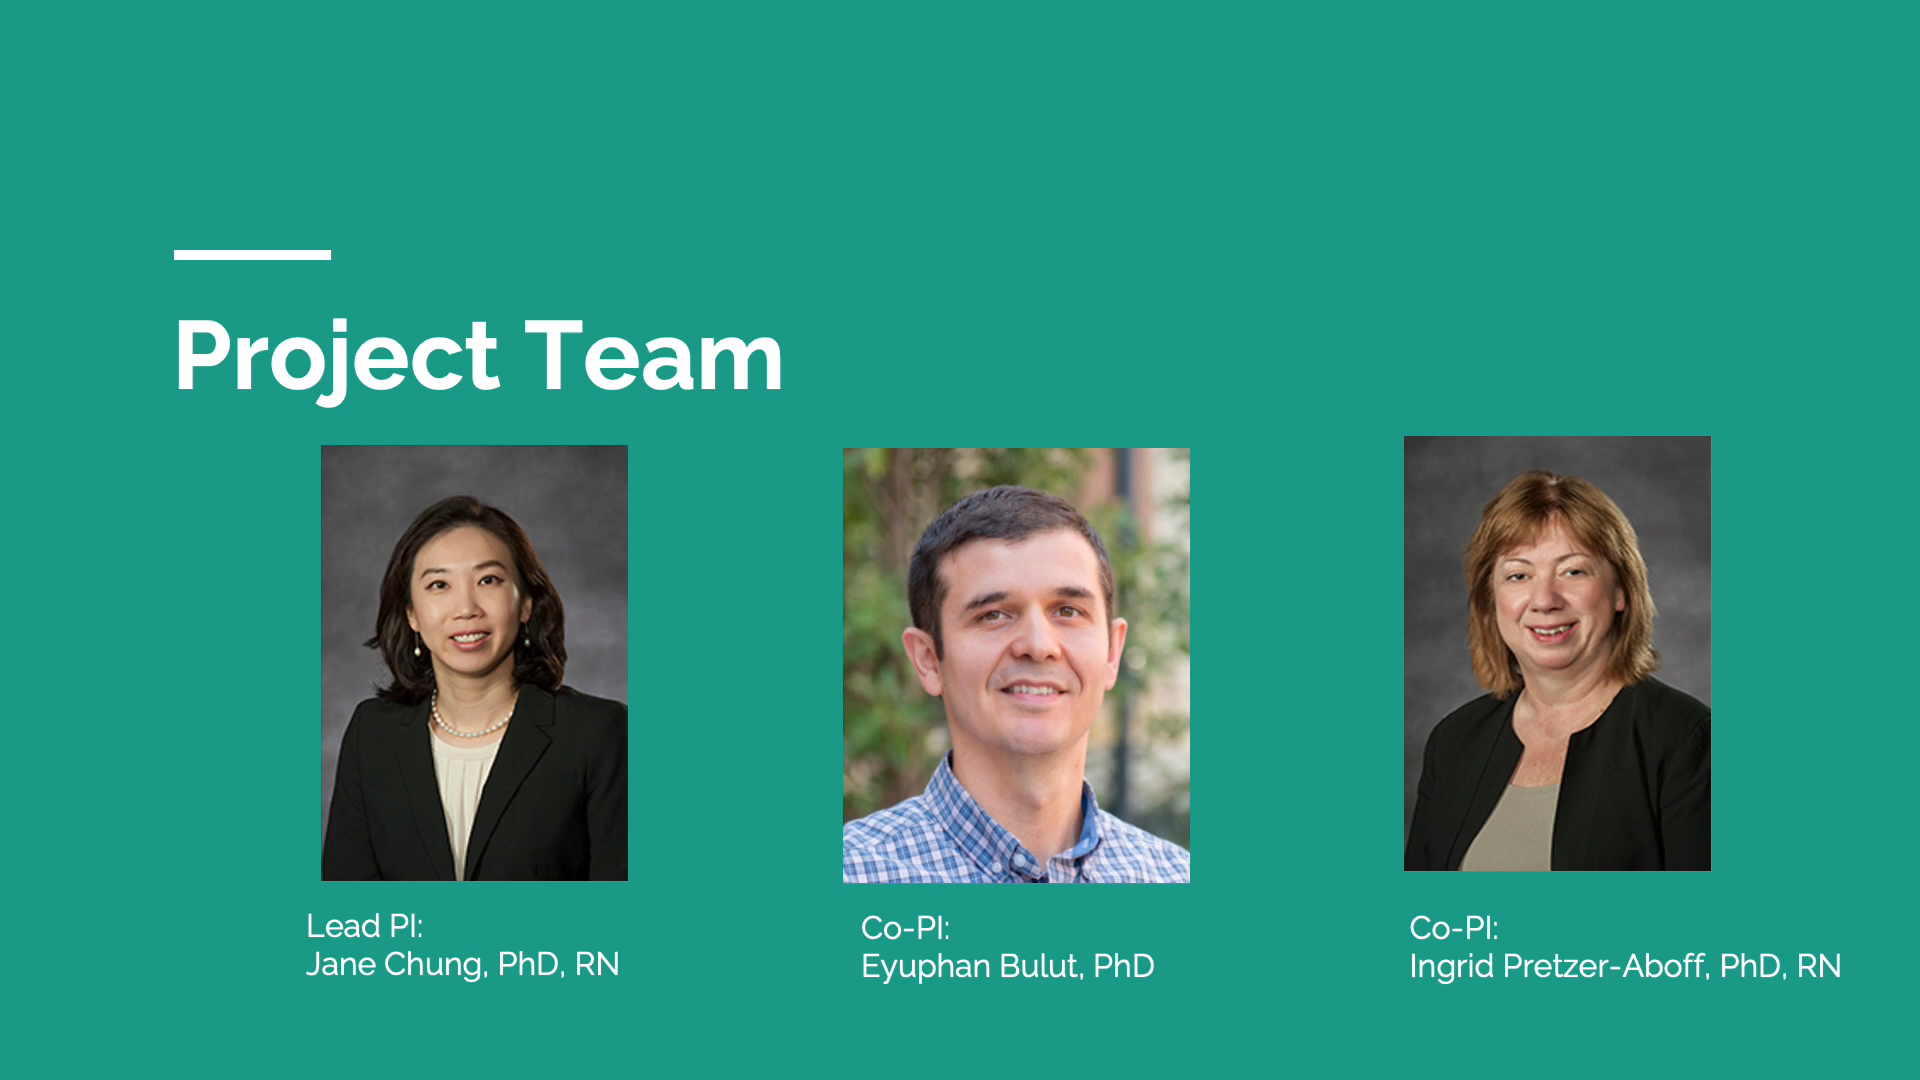 Project Team
Lead PI:
Jane Chung, PhD, RN
Co-PI:
Eyuphan Bulut, PhD
Co-PI:
Ingrid Pretzer-Aboff, PhD, RN